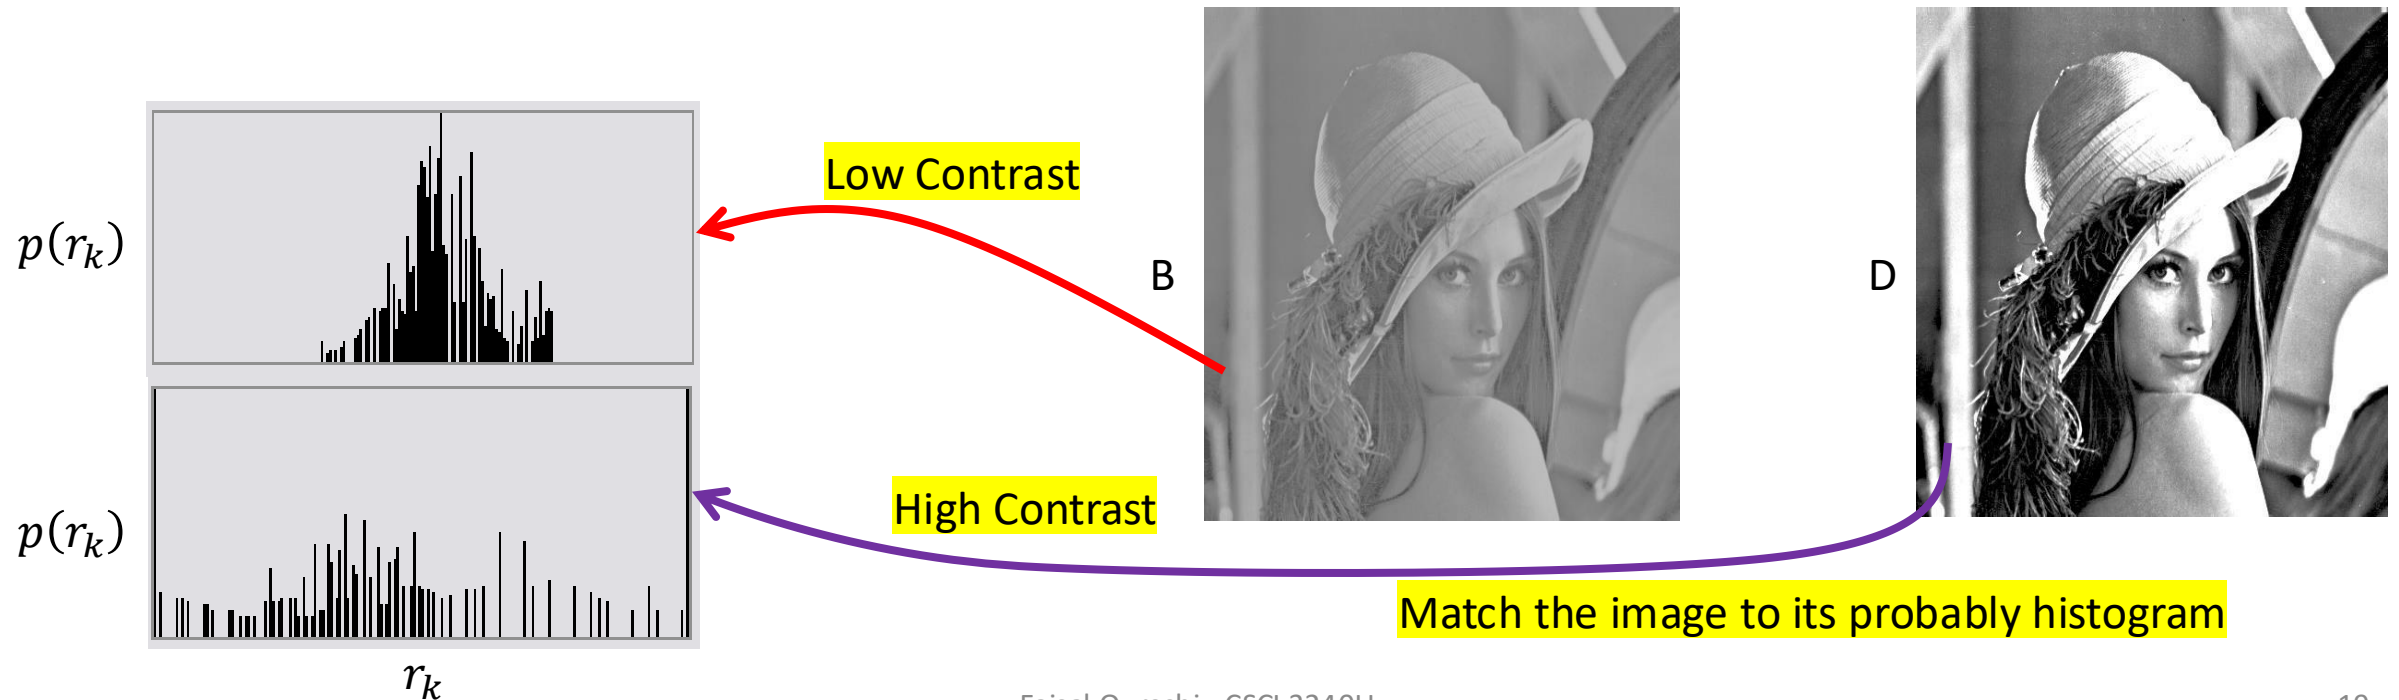 Low Contrast
B
D
p(r_k)
High Contrast
p(r_k)
Match the image to its probably histogram
r_k